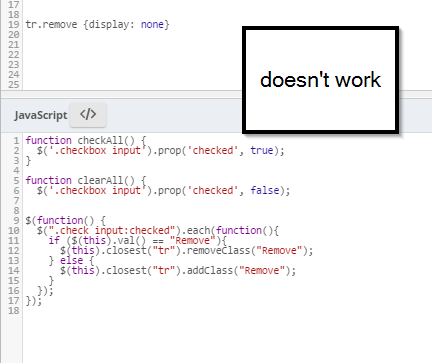 17
18
19 tr.remove {display: none}
20
21
22
23
24
25
doesn't work
JavaScript </>
1 function checkAll() {
2 $('.checkbox input').prop('checked', true);
3 }
4
5 function clearAll() {
6 $('.checkbox input').prop('checked', false);
7
8
9 $(function() {
10 $(".check input:checked").each(function(){
11 if ($(this).val() == "Remove"){
12 $(this).closest("tr").removeClass("Remove");
13 } else {
14 $(this).closest("tr").addClass("Remove");
15 }
16 });
17 });
18